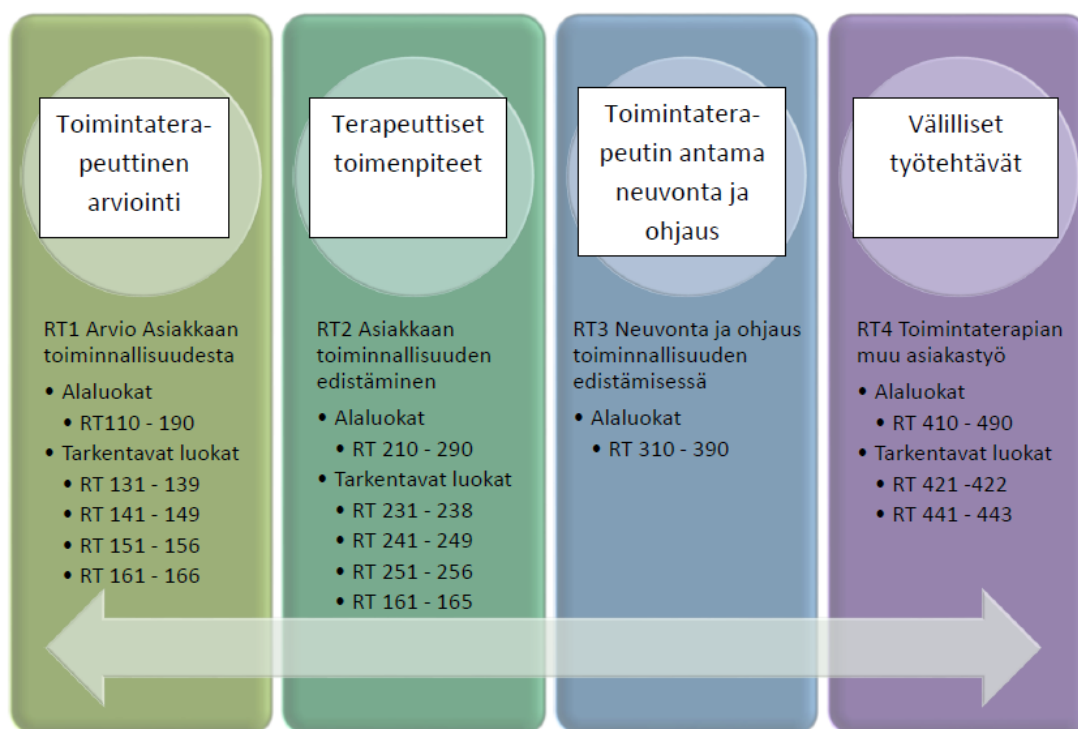 Toimintatera-
peuttinen
arviointi
RT1 Arvio Asiakkaan
toiminnallisuudesta
• Alaluokat
• RT110 - 190
• Tarkentavat luokat
• RT 131 - 139
• RT 141 - 149
• RT 151 - 156
• RT 161 - 166
Terapeuttiset
toimenpiteet
RT2 Asiakkaan
toiminnallisuuden
edistäminen
• Alaluokat
• RT 210 - 290
• Tarkentavat luokat
• RT 231 - 238
• RT 241 - 249
• RT 251 - 256
• RT 161 - 165
Toimintatera-
peutin antama
neuvonta ja
ohjaus
RT3 Neuvonta ja ohjaus
toiminnallisuuden
edistämisessä
• Alaluokat
• RT 310 - 390
Välilliset
työtehtävät
RT4 Toimintaterapian
muu asiakastyö
• Alaluokat
• RT 410 - 490
• Tarkentavat luokat
• RT 421 -422
• RT 441 - 443